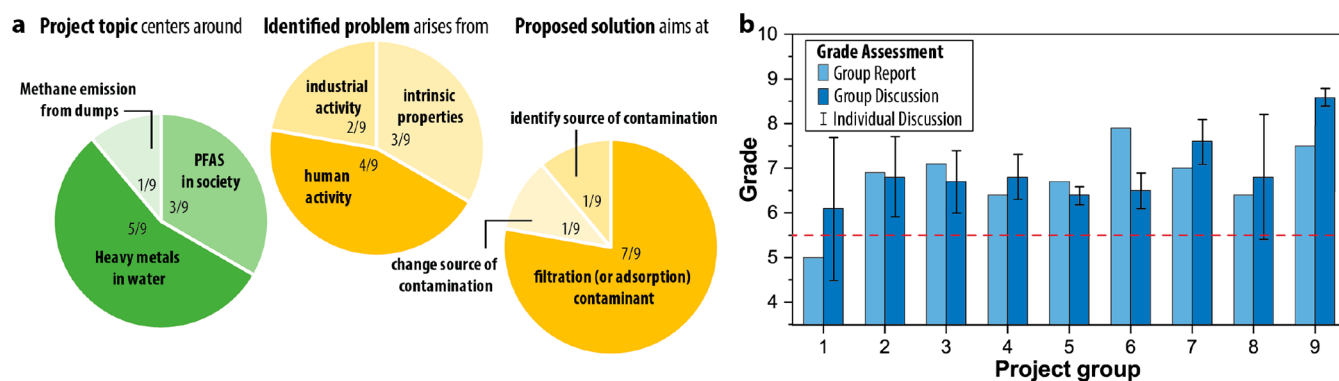 a
Project topic centers around
Methane emission
from dumps
1/9
PFAS
in society
3/9
5/9
Heavy metals
in water
Identified problem arises from
industrial
activity
2/9
intrinsic
properties
3/9
4/9
human
activity
Proposed solution aims at
identify source of contamination
1/9
1/9
change source of
contamination
7/9
filtration (or adsorption)
contaminant
b
Grade Assessment
Group Report
Group Discussion
Individual Discussion
Grade
10
9
8
7
6
5
4
1 2 3 4 5 6 7 8 9
Project group